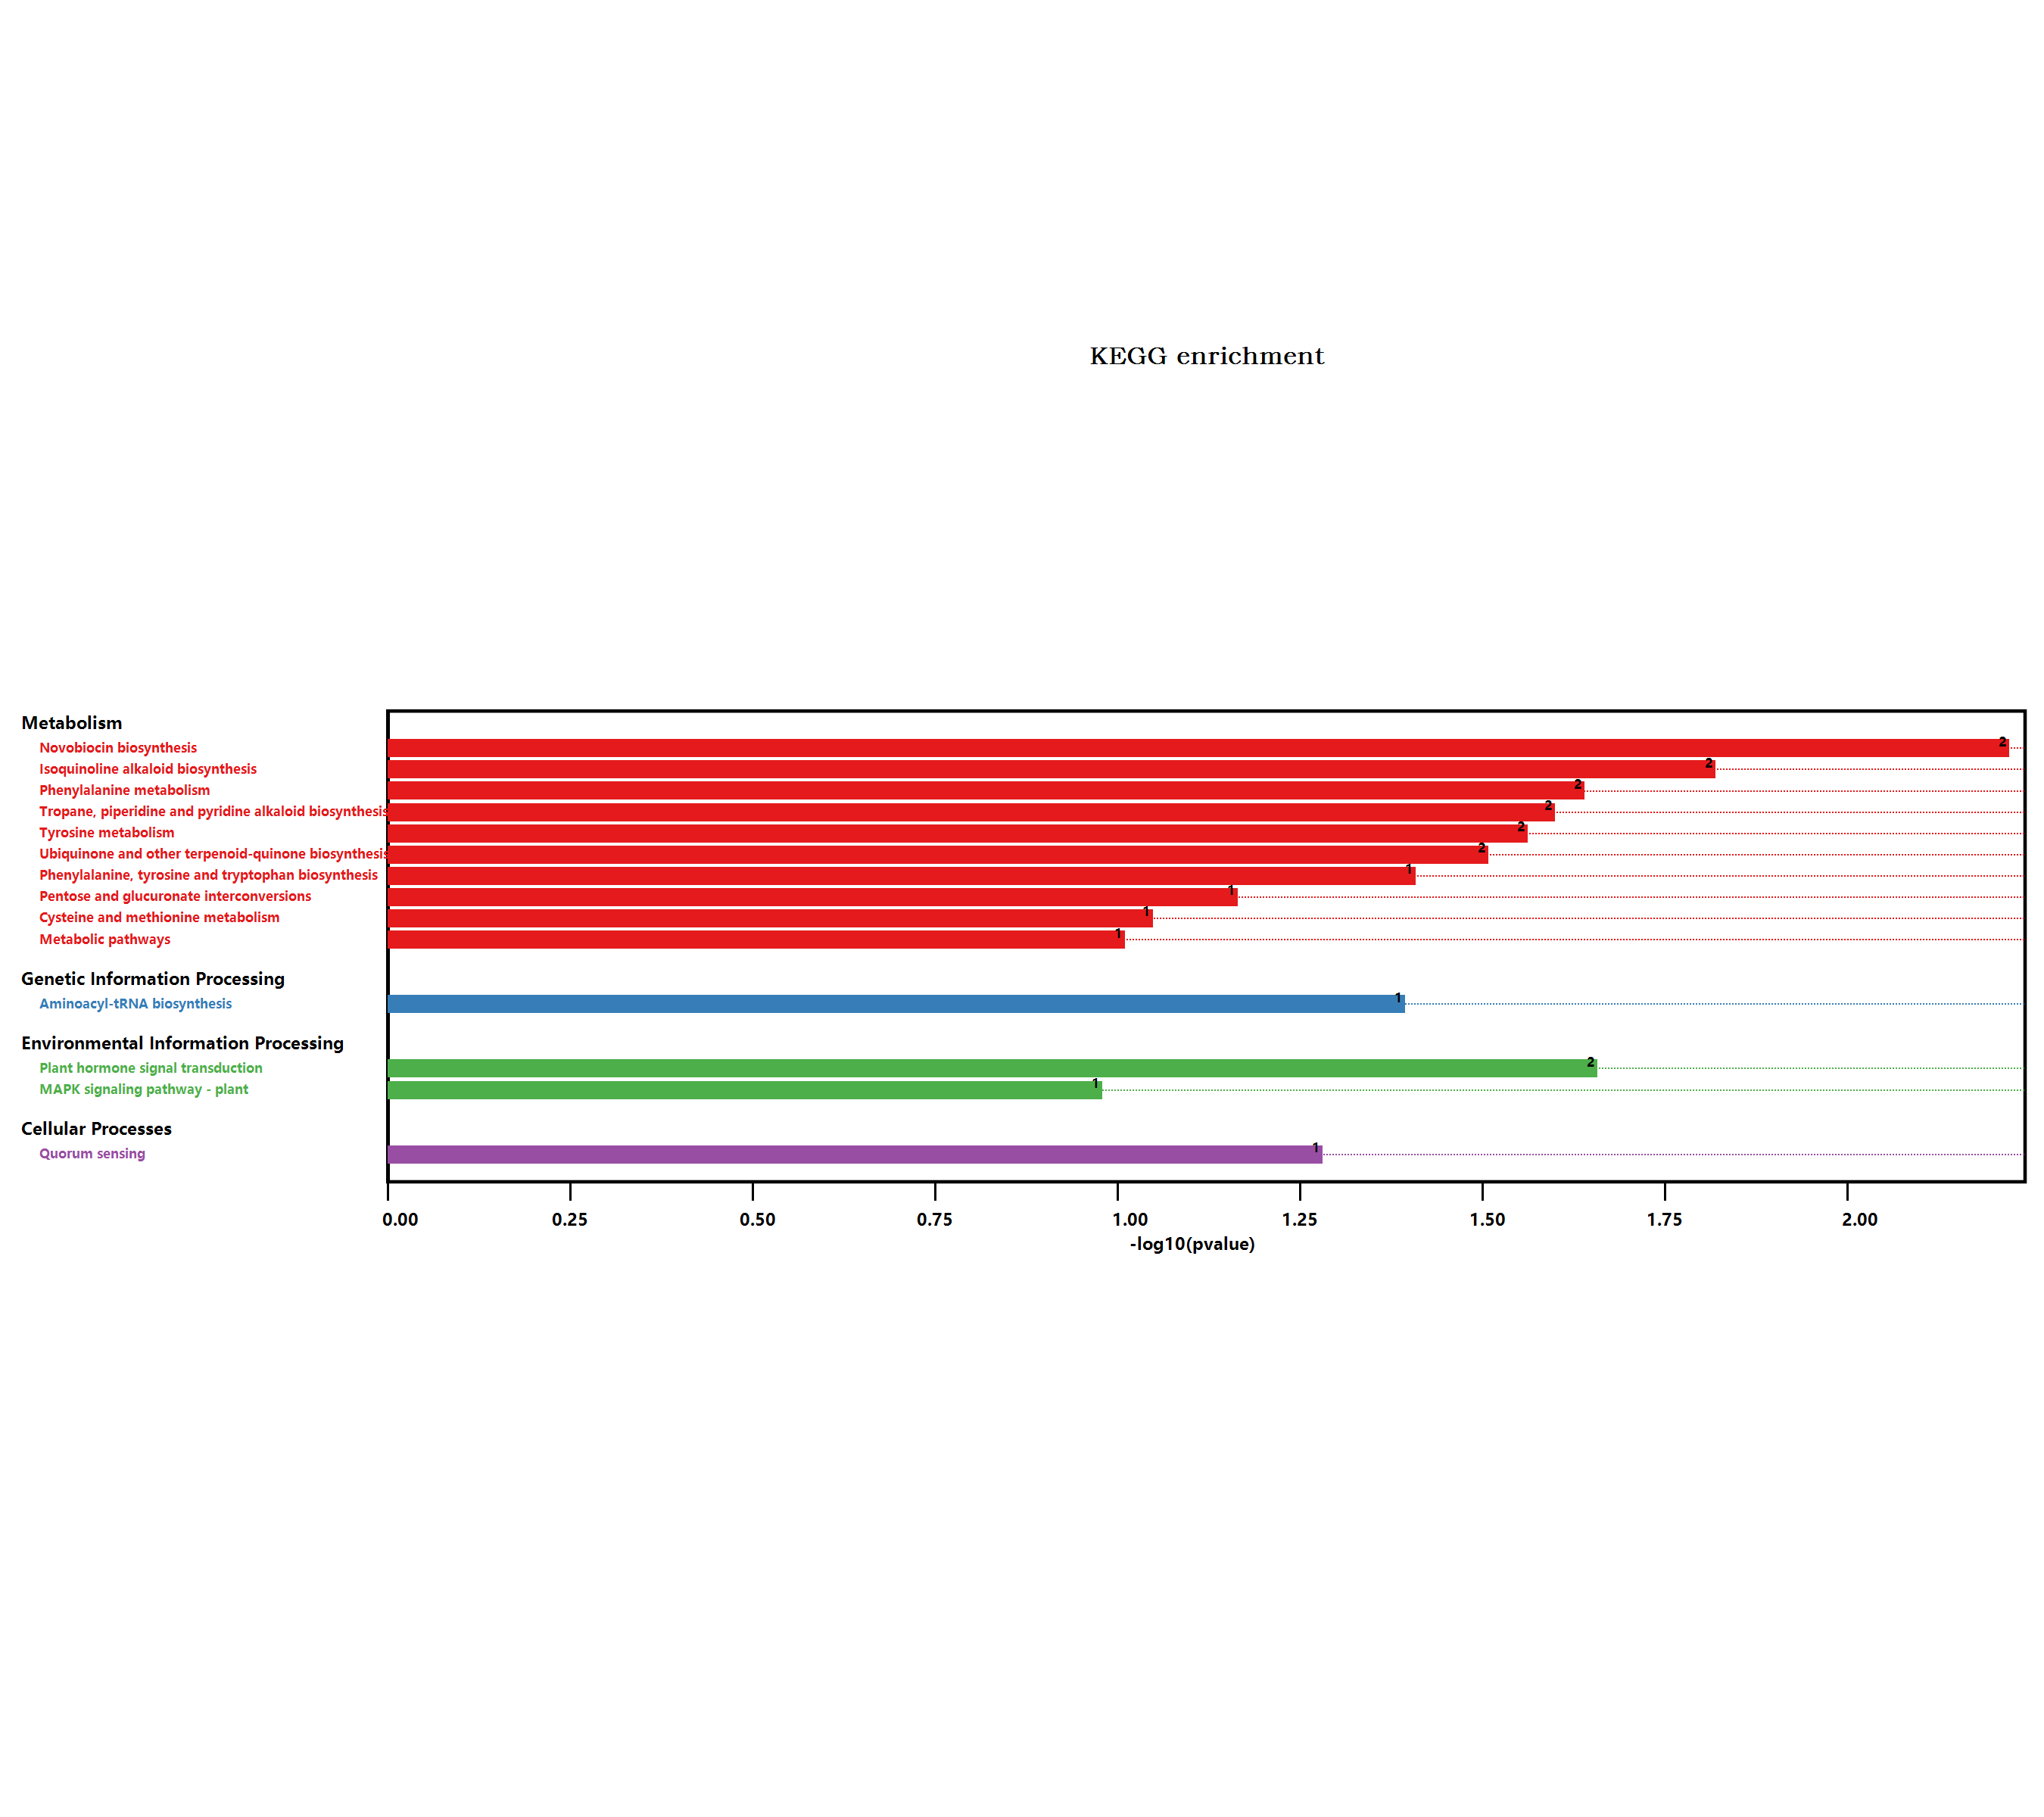 KEGG enrichment
Metabolism
Novobiocin biosynthesis 2
Isoquinoline alkaloid biosynthesis 2
Phenylalanine metabolism 2
Tropane, piperidine and pyridine alkaloid biosynthesis 2
Tyrosine metabolism 2
Ubiquinone and other terpenoid-quinone biosynthesis 2
Phenylalanine, tyrosine and tryptophan biosynthesis 1
Pentose and glucuronate interconversions 1
Cysteine and methionine metabolism 1
Metabolic pathways 1
Genetic Information Processing
Aminoacyl-tRNA biosynthesis 1
Environmental Information Processing
Plant hormone signal transduction 2
MAPK signaling pathway - plant 1
Cellular Processes
Quorum sensing 1
0.00 0.25 0.50 0.75 1.00 1.25 1.50 1.75 2.00
-log10(pvalue)